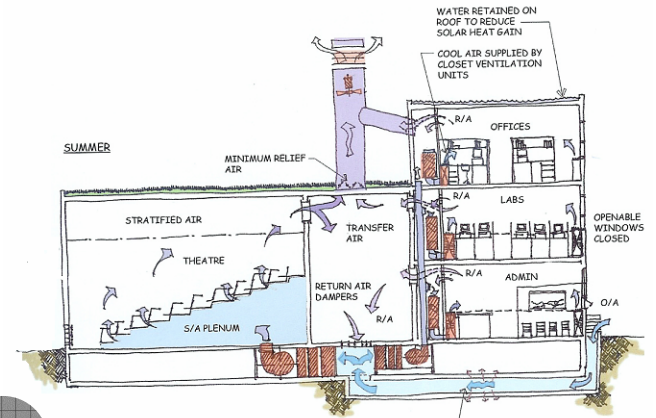 WATER RETAINED ON
ROOF TO REDUCE
SOLAR HEAT GAIN
COOL AIR SUPPLIED BY
CLOSET VENTILATION
UNITS
R/A
OFFICES
SUMMER
MINIMUM RELIEF
AIR
R/A
LABS
STRATIFIED AIR
TRANSFER
AIR
OPENABLE
WINDOWS
CLOSED
THEATRE
R/A
ADMIN
RETURN AIR
DAMPERS
O/A
R/A
S/A PLENUM